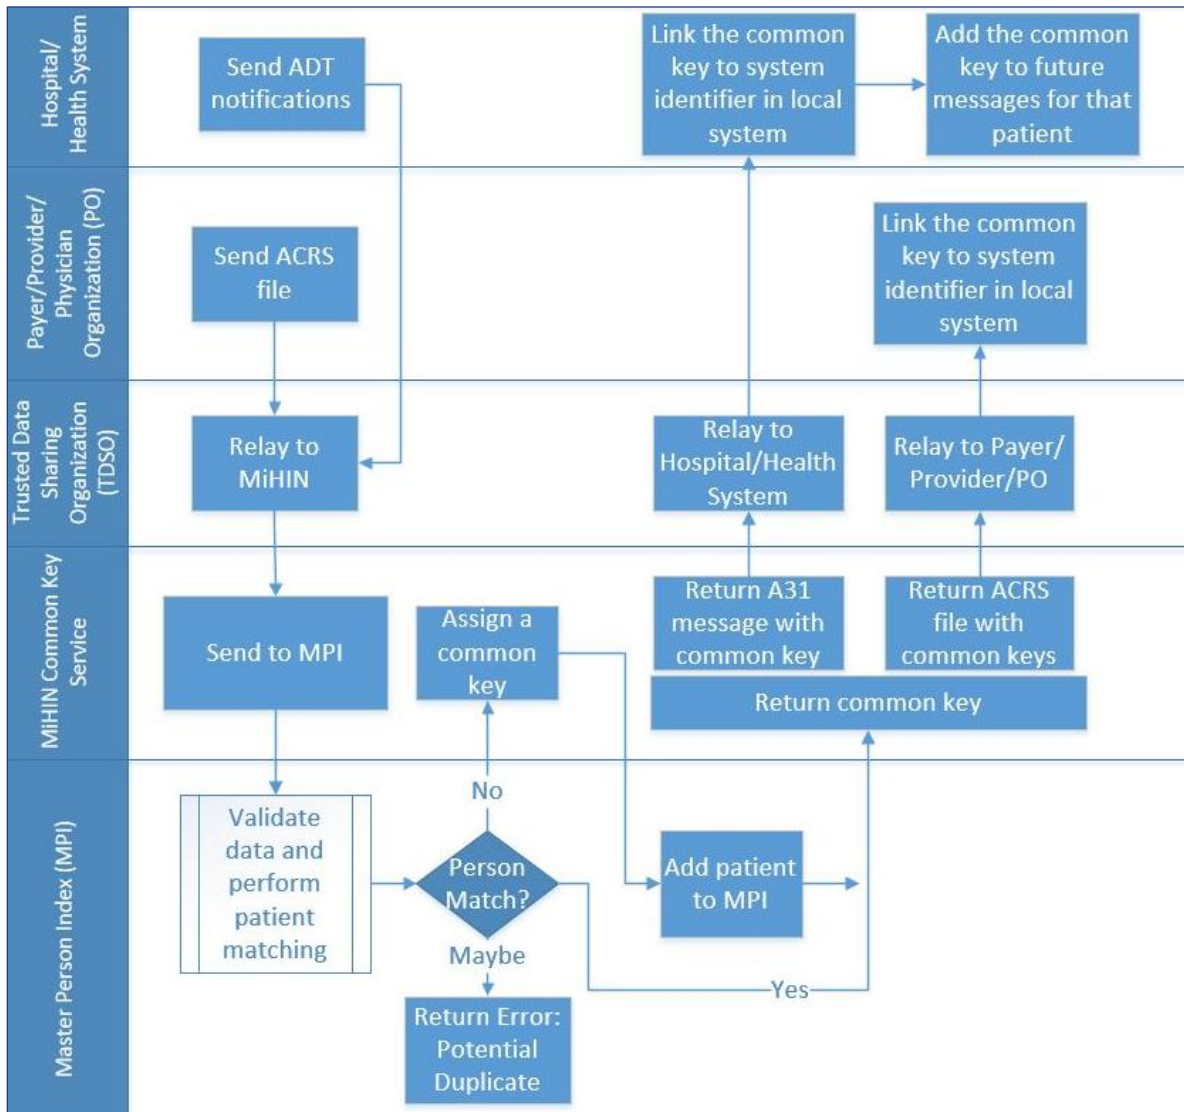 Hospital/
Health System
Send ADT
notifications
Link the common
key to system
identifier in local
system
Add the common
key to future
messages for that
patient
Payer/Provider/
Physician
Organization (PO)
Send ACRS
file
Link the common
key to system
identifier in local
system
Trusted Data
Sharing
Organization
(TDSO)
Relay to
MiHIN
Relay to
Hospital/Health
System
Relay to Payer/
Provider/PO
MiHIN Common Key
Service
Send to MPI
Assign a
common
key
Return A31
message with
common key
Return ACRS
file with
common keys
Return common key
Master Person Index (MPI)
Validate
data and
perform
patient
matching
No
Person
Match?
Maybe
Return Error:
Potential
Duplicate
Add patient
to MPI
Yes